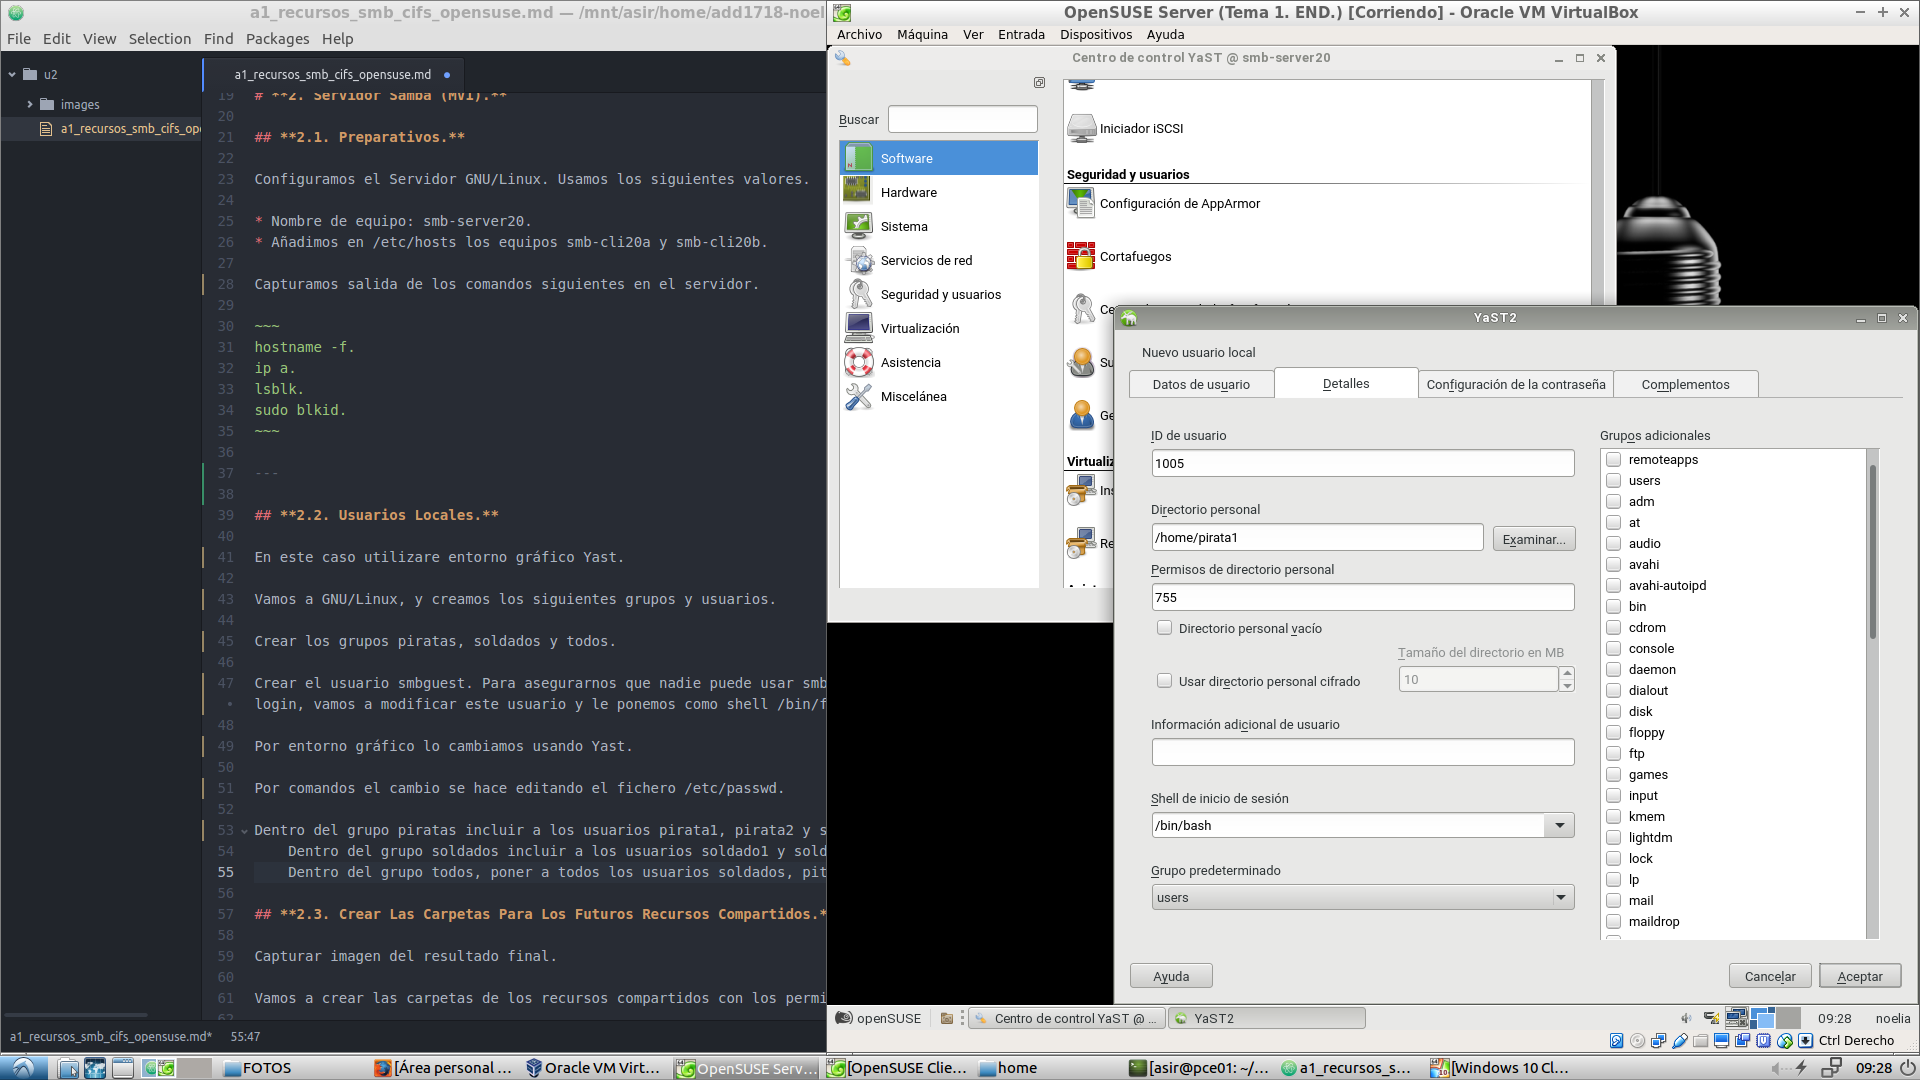 a1_recursos_smb_cifs_opensuse.md — /mnt/asir/home/add1718-noel
File Edit View Selection Find Packages Help
u2
images
a1_recursos_smb_cifs_ope
a1_recursos_smb_cifs_opensuse.md
19 # **2. Servidor Samba (MV1).**
20
21 ## **2.1. Preparativos.**
22
23 Configuramos el Servidor GNU/Linux. Usamos los siguientes valores.
24
25 * Nombre de equipo: smb-server20.
26 * Añadimos en /etc/hosts los equipos smb-cli20a y smb-cli20b.
27
28 Capturamos salida de los comandos siguientes en el servidor.
29
30 ~~~
31 hostname -f.
32 ip a.
33 lsblk.
34 sudo blkid.
35 ~~~
36
37 ---
38
39 ## **2.2. Usuarios Locales.**
40
41 En este caso utilizare entorno gráfico Yast.
42
43 Vamos a GNU/Linux, y creamos los siguientes grupos y usuarios.
44
45 Crear los grupos piratas, soldados y todos.
46
47 Crear el usuario smbguest. Para asegurarnos que nadie puede usar smb
• login, vamos a modificar este usuario y le ponemos como shell /bin/f
48
49 Por entorno gráfico lo cambiamos usando Yast.
50
51 Por comandos el cambio se hace editando el fichero /etc/passwd.
52
53 Dentro del grupo piratas incluir a los usuarios pirata1, pirata2 y s
54 Dentro del grupo soldados incluir a los usuarios soldado1 y sold
55 Dentro del grupo todos, poner a todos los usuarios soldados, pit
56
57 ## **2.3. Crear Las Carpetas Para Los Futuros Recursos Compartidos.*
58
59 Capturar imagen del resultado final.
60
61 Vamos a crear las carpetas de los recursos compartidos con los permi
62
a1_recursos_smb_cifs_opensuse.md* 55:47
OpenSUSE Server (Tema 1. END.) [Corriendo] - Oracle VM VirtualBox
Archivo Máquina Ver Entrada Dispositivos Ayuda
Centro de control YaST @ smb-server20
Buscar
Software
Hardware
Sistema
Servicios de red
Seguridad y usuarios
Virtualización
Asistencia
Miscelánea
Iniciador iSCSI
Seguridad y usuarios
Configuración de AppArmor
Cortafuegos
Ce
Su
Ge
Virtualiz
Ins
Re
YaST2
Nuevo usuario local
Datos de usuario Detalles Configuración de la contraseña Complementos
ID de usuario
1005
Directorio personal
/home/pirata1 Examinar...
Permisos de directorio personal
755
Directorio personal vacío
Tamaño del directorio en MB
Usar directorio personal cifrado 10
Información adicional de usuario
Shell de inicio de sesión
/bin/bash
Grupo predeterminado
users
Grupos adicionales
remoteapps
users
adm
at
audio
avahi
avahi-autoipd
bin
cdrom
console
daemon
dialout
disk
floppy
ftp
games
input
kmem
lightdm
lock
lp
mail
maildrop
Ayuda Cancelar Aceptar
openSUSE Centro de control YaST @ ... YaST2 09:28 noelia
Ctrl Derecho
FOTOS [Área personal ... Oracle VM Virt... OpenSUSE Serv... [OpenSUSE Clie... home [asir@pce01: ~/... a1_recursos_s... [Windows 10 Cl... 09:28